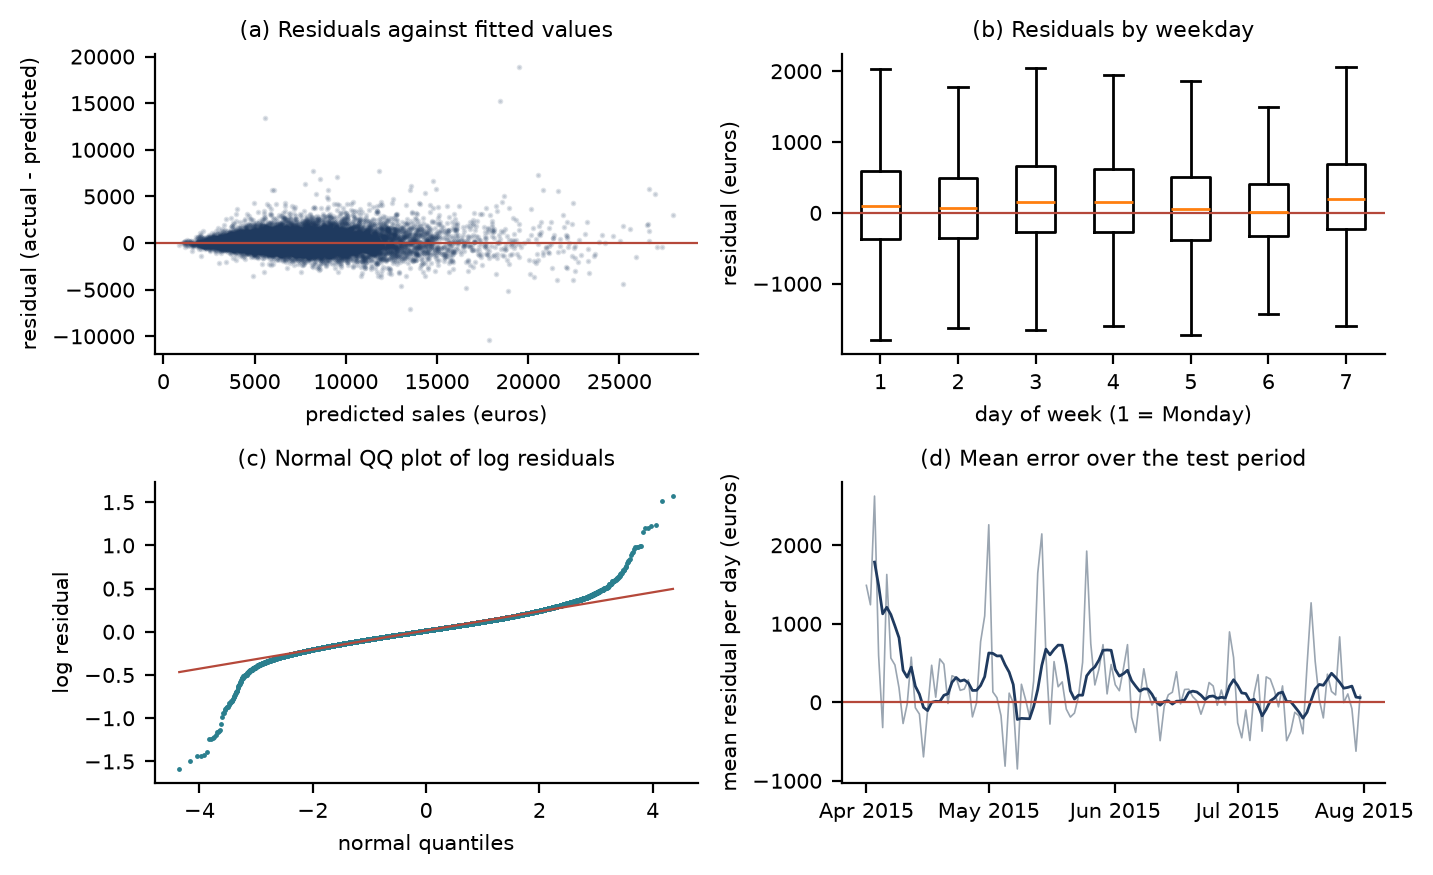 (a) Residuals against fitted values
residual (actual - predicted)
20000
15000
10000
5000
0
−5000
−10000
0 5000 10000 15000 20000 25000
predicted sales (euros)
(b) Residuals by weekday
residual (euros)
2000
1000
0
−1000
1 2 3 4 5 6 7
day of week (1 = Monday)
(c) Normal QQ plot of log residuals
log residual
1.5
1.0
0.5
0.0
−0.5
−1.0
−1.5
−4 −2 0 2 4
normal quantiles
(d) Mean error over the test period
mean residual per day (euros)
2000
1000
0
−1000
Apr 2015 May 2015 Jun 2015 Jul 2015 Aug 2015